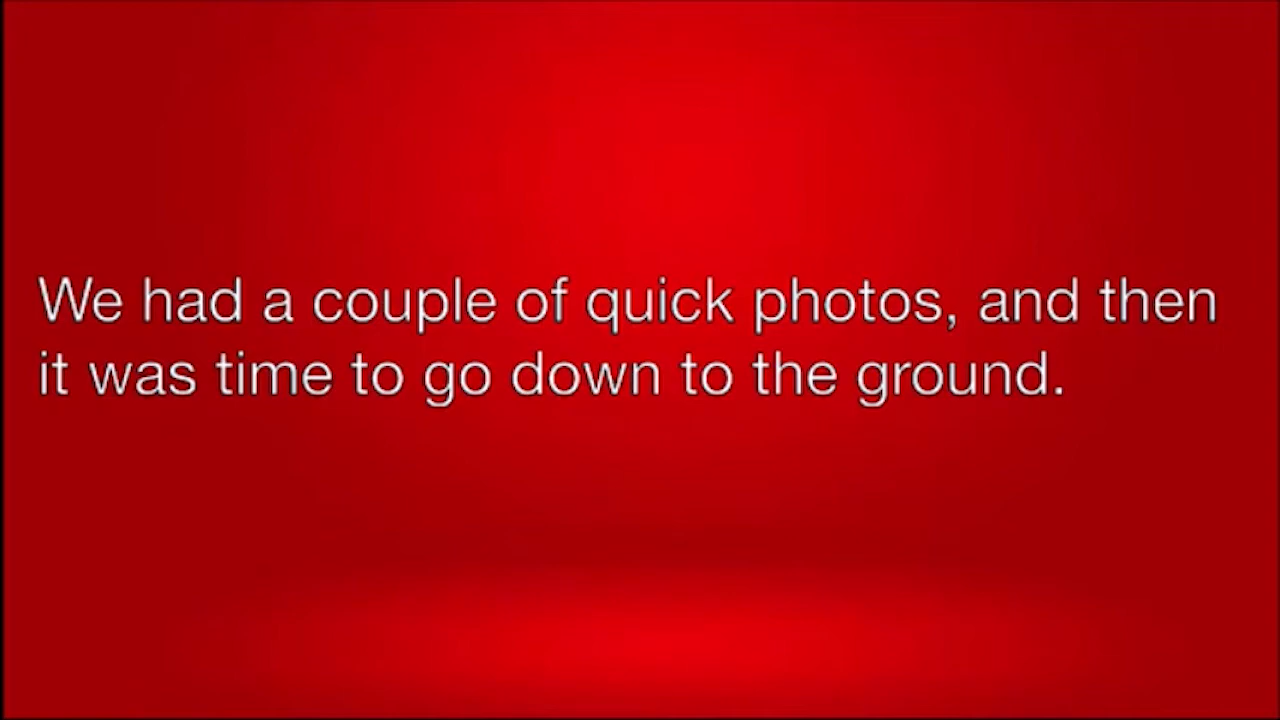 We had a couple of quick photos, and then
it was time to go down to the ground.